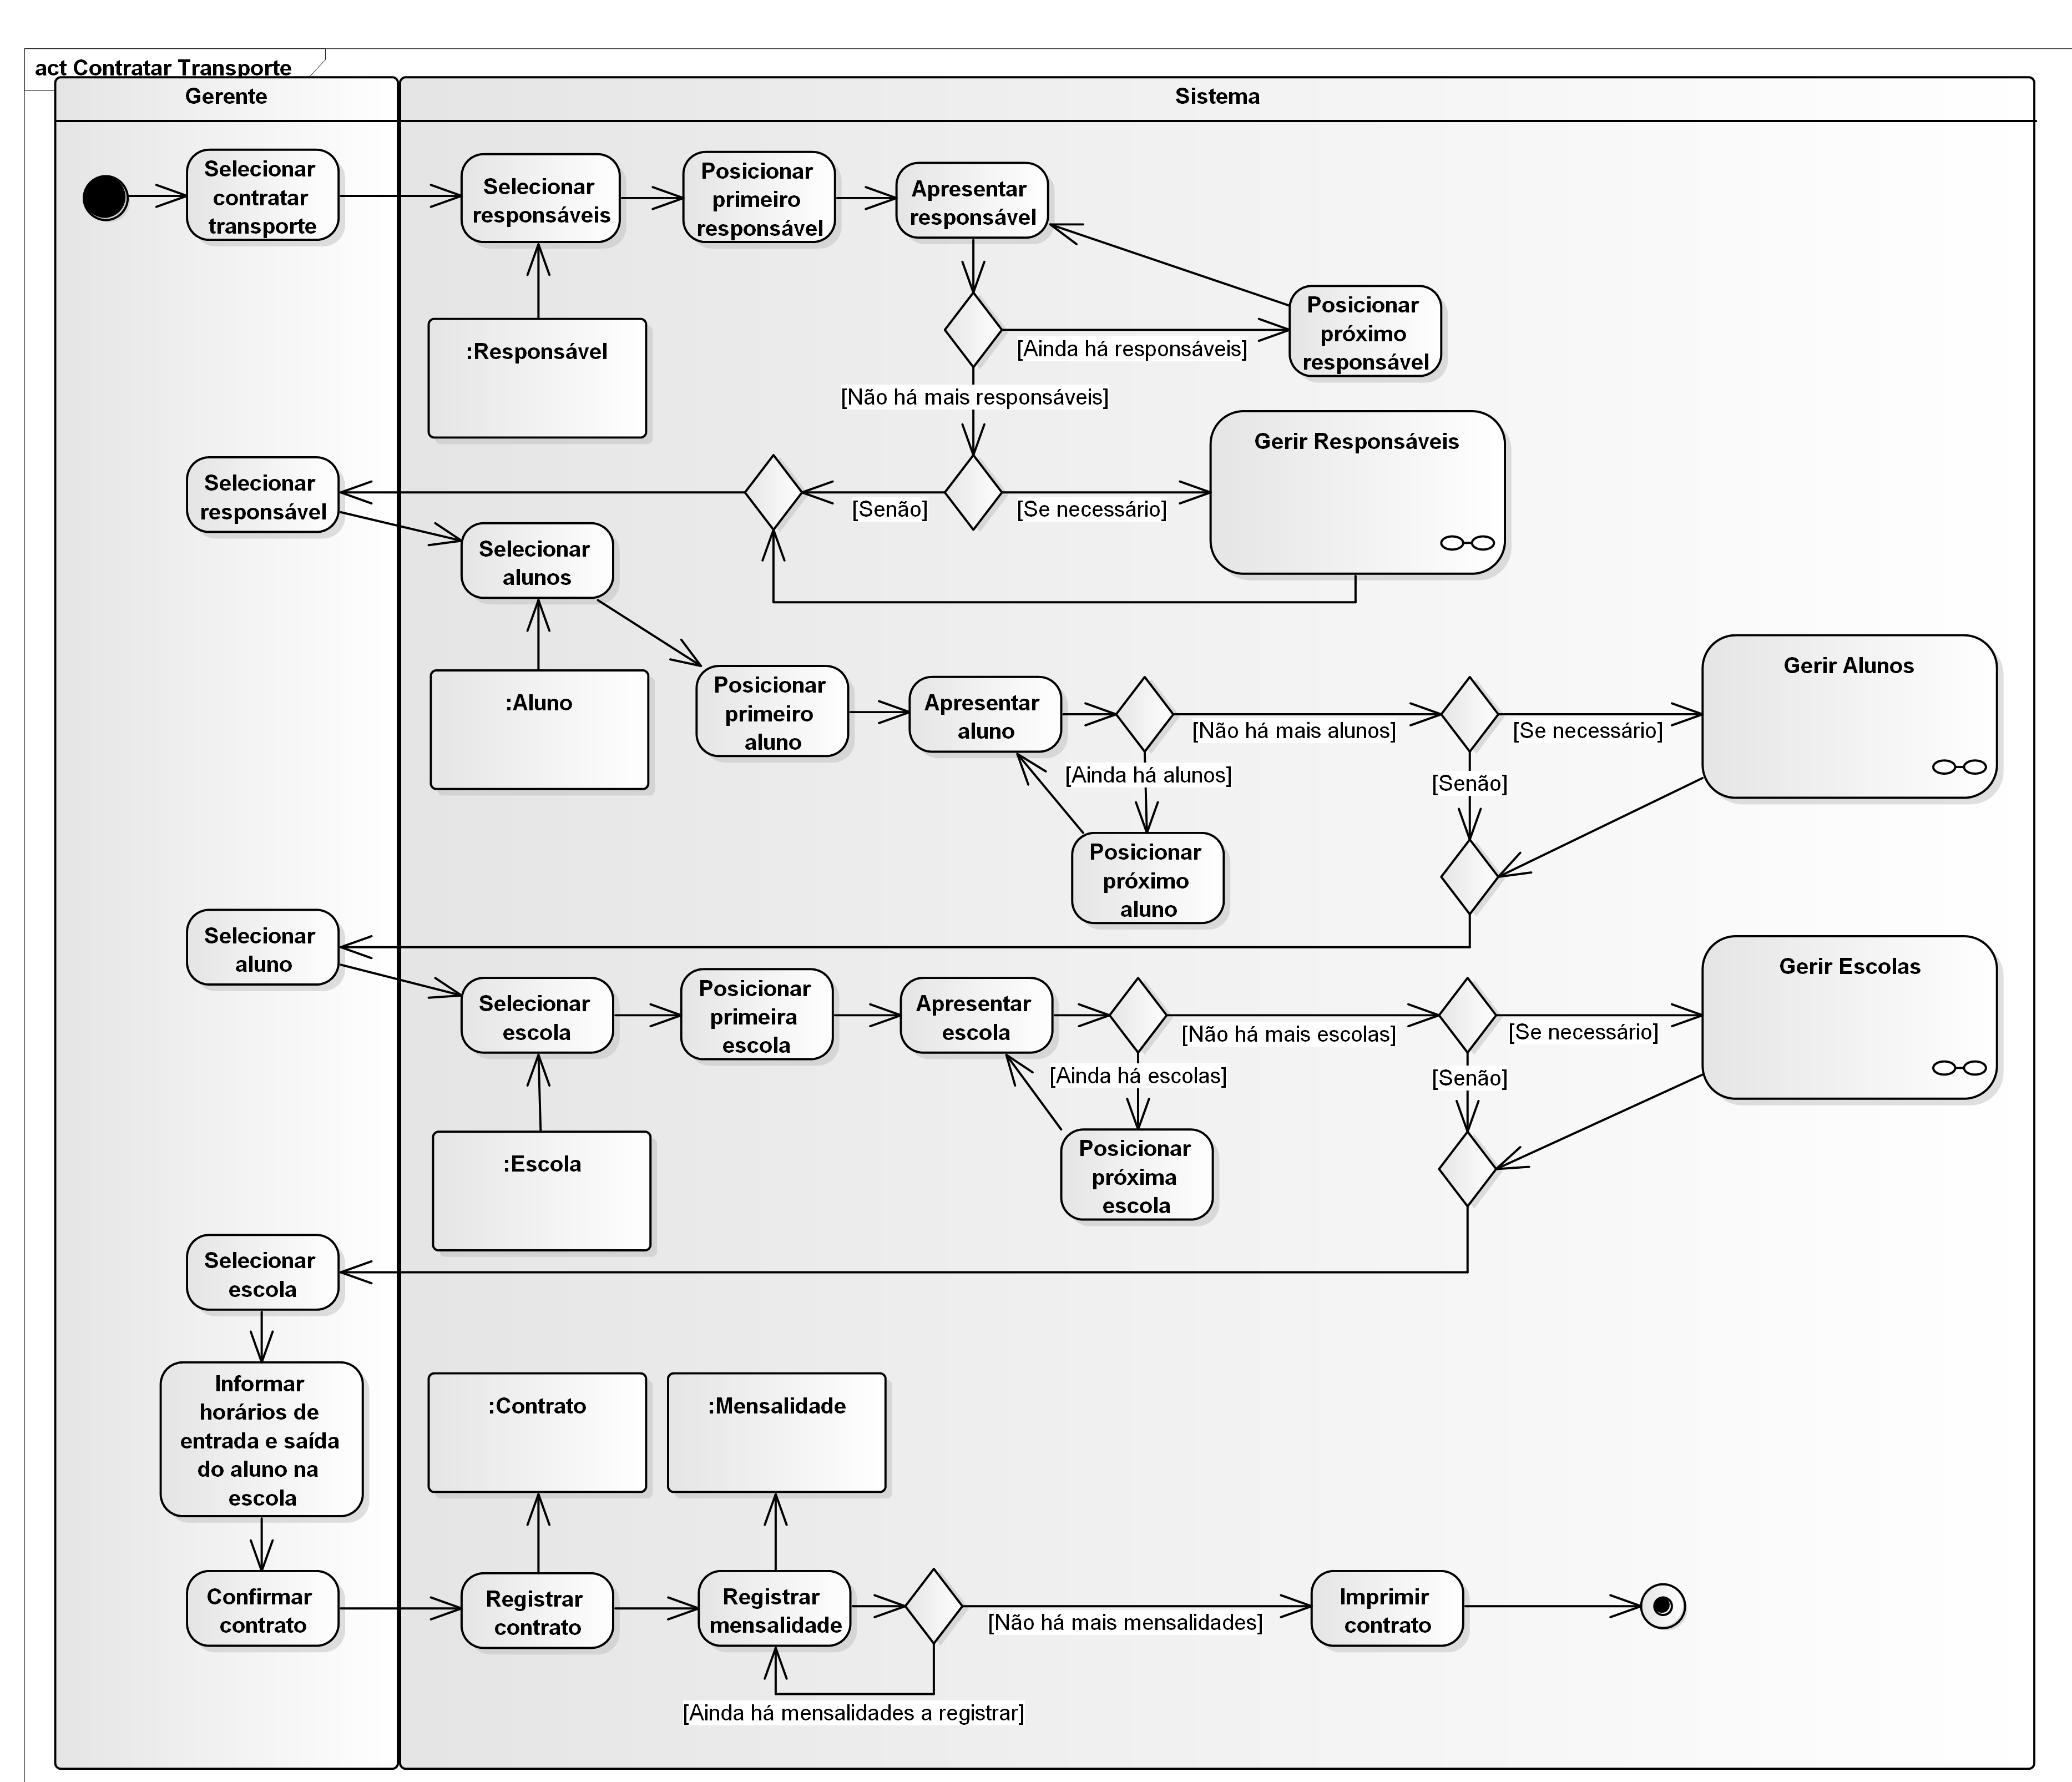 act Contratar Transporte
Gerente
Sistema
Selecionar
contratar
transporte
Selecionar
responsáveis
Posicionar
primeiro
responsável
Apresentar
responsável
:Responsável
[Ainda há responsáveis]
Posicionar
próximo
responsável
[Não há mais responsáveis]
Gerir Responsáveis
Selecionar
responsável
[Senão]
[Se necessário]
Selecionar
alunos
:Aluno
Posicionar
primeiro
aluno
Apresentar
aluno
[Não há mais alunos]
[Se necessário]
Gerir Alunos
[Ainda há alunos]
[Senão]
Posicionar
próximo
aluno
Selecionar
aluno
Selecionar
escola
Posicionar
primeira
escola
Apresentar
escola
[Não há mais escolas]
[Se necessário]
Gerir Escolas
[Ainda há escolas]
[Senão]
:Escola
Posicionar
próxima
escola
Selecionar
escola
Informar
horários de
entrada e saída
do aluno na
escola
:Contrato
:Mensalidade
Confirmar
contrato
Registrar
contrato
Registrar
mensalidade
[Não há mais mensalidades]
Imprimir
contrato
[Ainda há mensalidades a registrar]